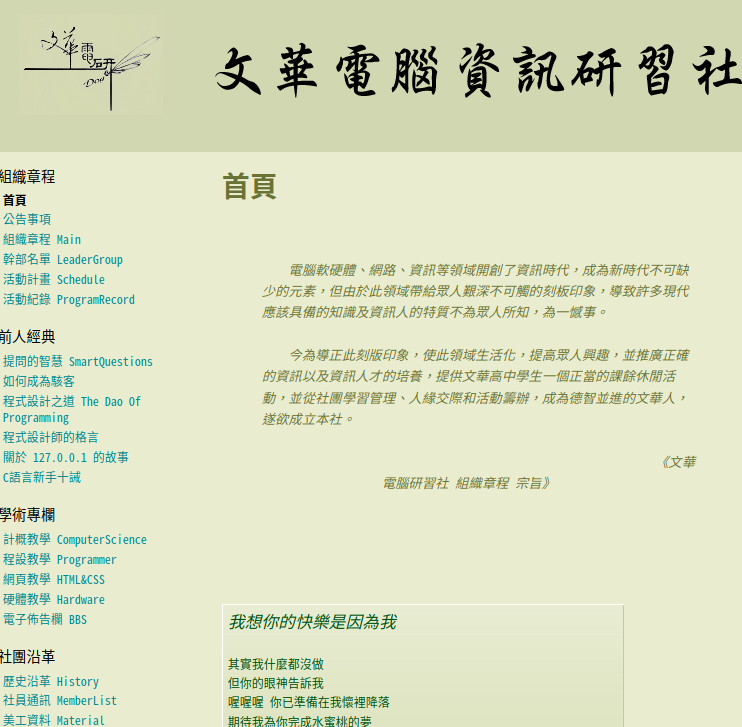 文華
電研
Dao
文華電腦資訊研習社
組織章程
首頁
公告事項
組織章程 Main
幹部名單 LeaderGroup
活動計畫 Schedule
活動紀錄 ProgramRecord
前人經典
提問的智慧 SmartQuestions
如何成為駭客
程式設計之道 The Dao Of
Programming
程式設計師的格言
關於 127.0.0.1 的故事
C語言新手十誡
學術專欄
計概教學 ComputerScience
程設教學 Programmer
網頁教學 HTML&CSS
硬體教學 Hardware
電子佈告欄 BBS
社團沿革
歷史沿革 History
社員通訊 MemberList
美工資料 Material
首頁
電腦軟硬體、網路、資訊等領域開創了資訊時代，成為新時代不可缺
少的元素，但由於此領域帶給眾人艱深不可觸的刻板印象，導致許多現代
應該具備的知識及資訊人的特質不為眾人所知，為一憾事。
今為導正此刻版印象，使此領域生活化，提高眾人興趣，並推廣正確
的資訊以及資訊人才的培養，提供文華高中學生一個正當的課餘休閒活
動，並從社團學習管理、人緣交際和活動籌辦，成為德智並進的文華人，
遂欲成立本社。
《文華
電腦研習社 組織章程 宗旨》
我想你的快樂是因為我
其實我什麼都沒做
但你的眼神告訴我
喔喔喔 你已準備在我懷裡降落
期待我為你完成水蜜桃的夢